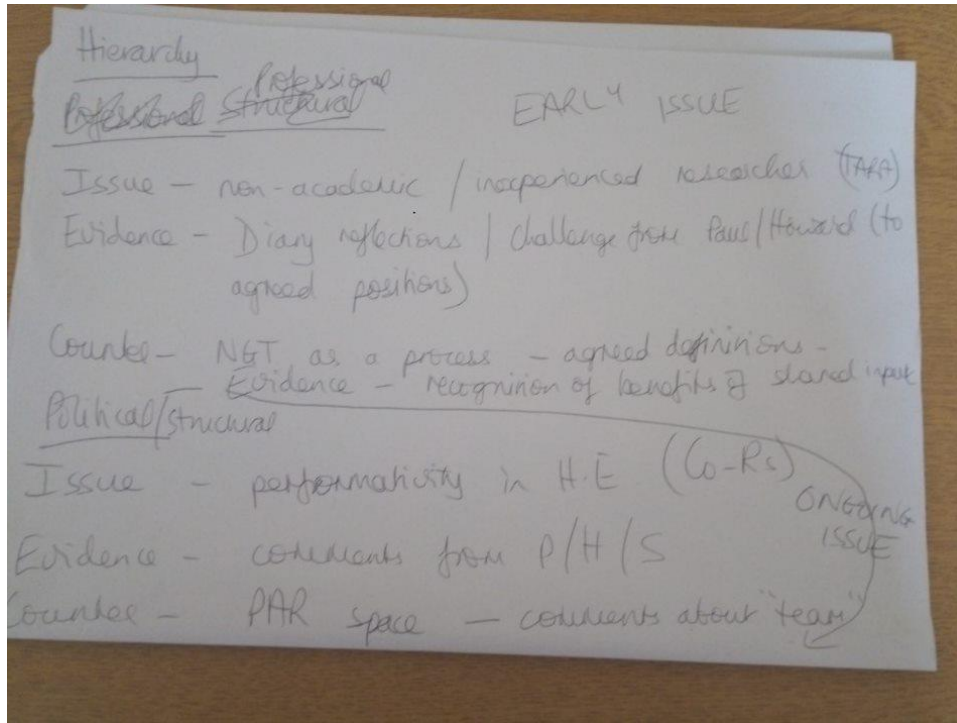 Hierarchy
Professional
Professional Structural
EARLY ISSUE
Issue - non-academic / inexperienced researcher (TARA)
Evidence - Diary reflections / Challenge from Paul/Howard (to
agreed positions)
Counter - NGT as a process - agreed definitions -
Evidence - recognition of benefits of shared input
Political/structural
Issue - performativity in H.E (Co-Rs)
ONGOING
ISSUE
Evidence - comments from P/H/S
Counter - PAR space - comments about "team"